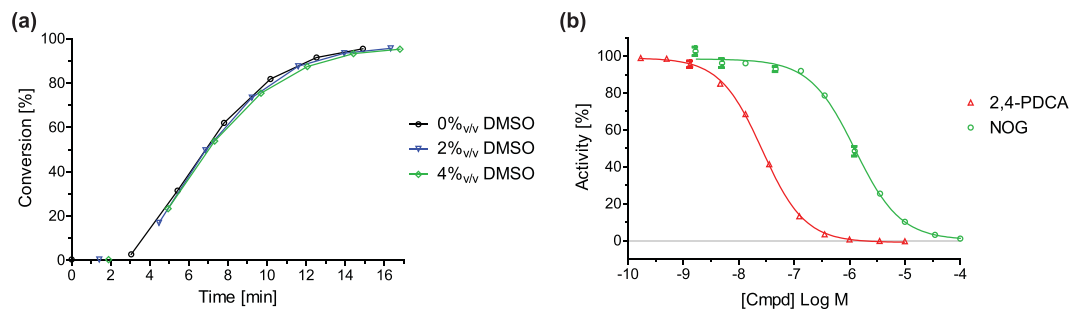 (a)
Conversion [%]
100
80
60
40
20
0
0 2 4 6 8 10 12 14 16
Time [min]
0%v/v DMSO
2%v/v DMSO
4%v/v DMSO
(b)
Activity [%]
100
80
60
40
20
0
-10 -9 -8 -7 -6 -5 -4
[Cmpd] Log M
2,4-PDCA
NOG